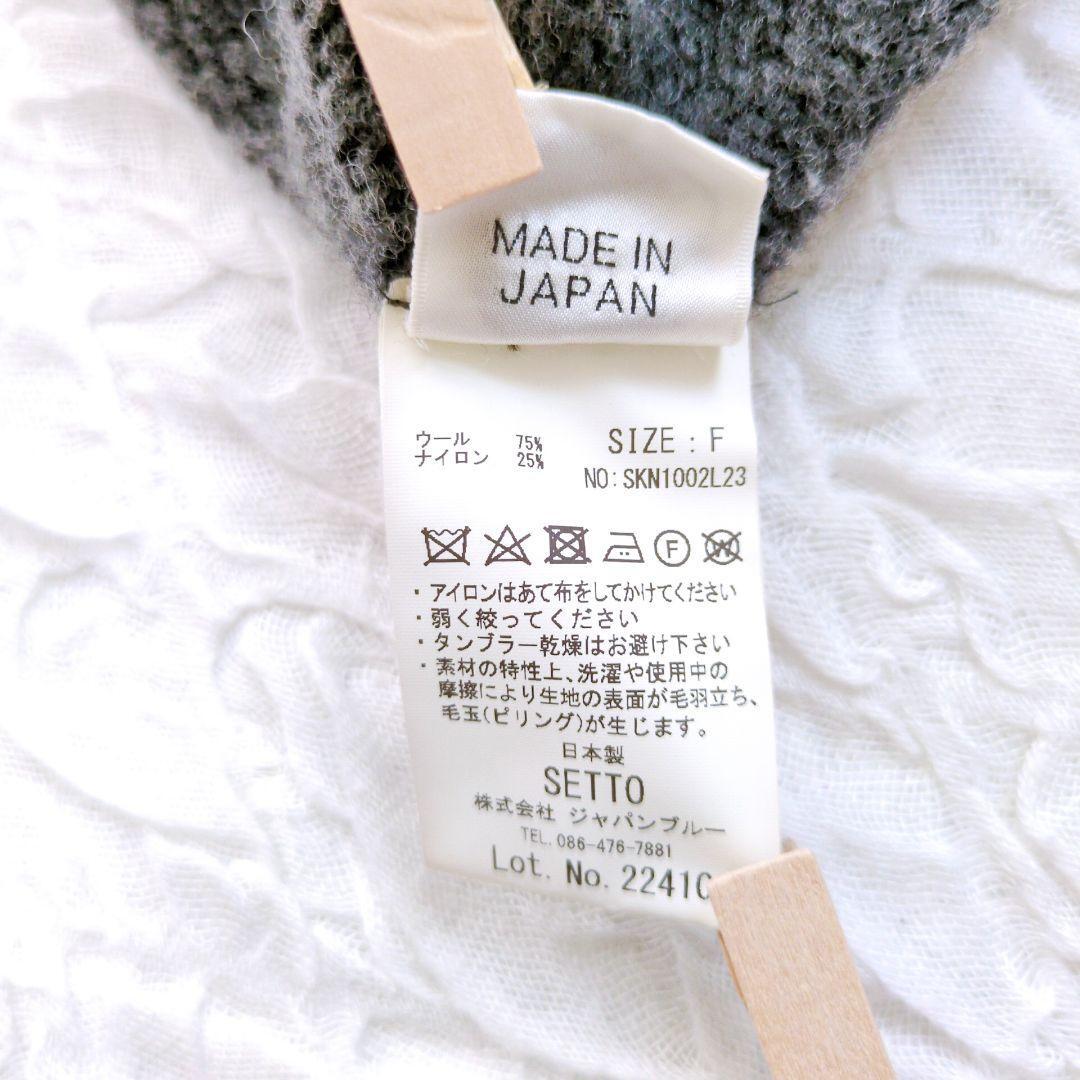 MADE IN
JAPAN
ウール 75% SIZE : F
ナイロン 25% NO: SKN1002L23
F W
・アイロンはあて布をしてかけてください
・弱く絞ってください
・タンブラー乾燥はお避け下さい
・素材の特性上、洗濯や使用中の
摩擦により生地の表面が毛羽立ち、
毛玉(ピリング)が生じます。
日本製
SETTO
株式会社 ジャパンブルー
TEL. 086-476-7881
Lot. No. 22410